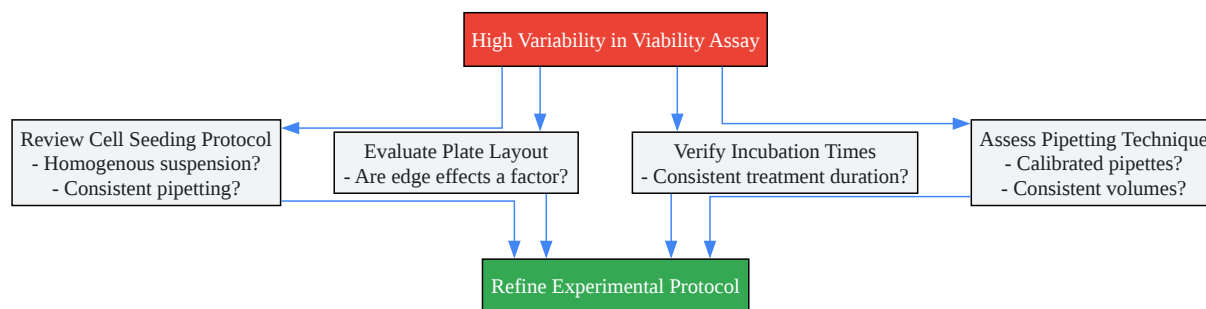 High Variability in Viability Assay
Review Cell Seeding Protocol
- Homogenous suspension?
- Consistent pipetting?
Evaluate Plate Layout
- Are edge effects a factor?
Verify Incubation Times
- Consistent treatment duration?
Assess Pipetting Technique
- Calibrated pipettes?
- Consistent volumes?
Refine Experimental Protocol